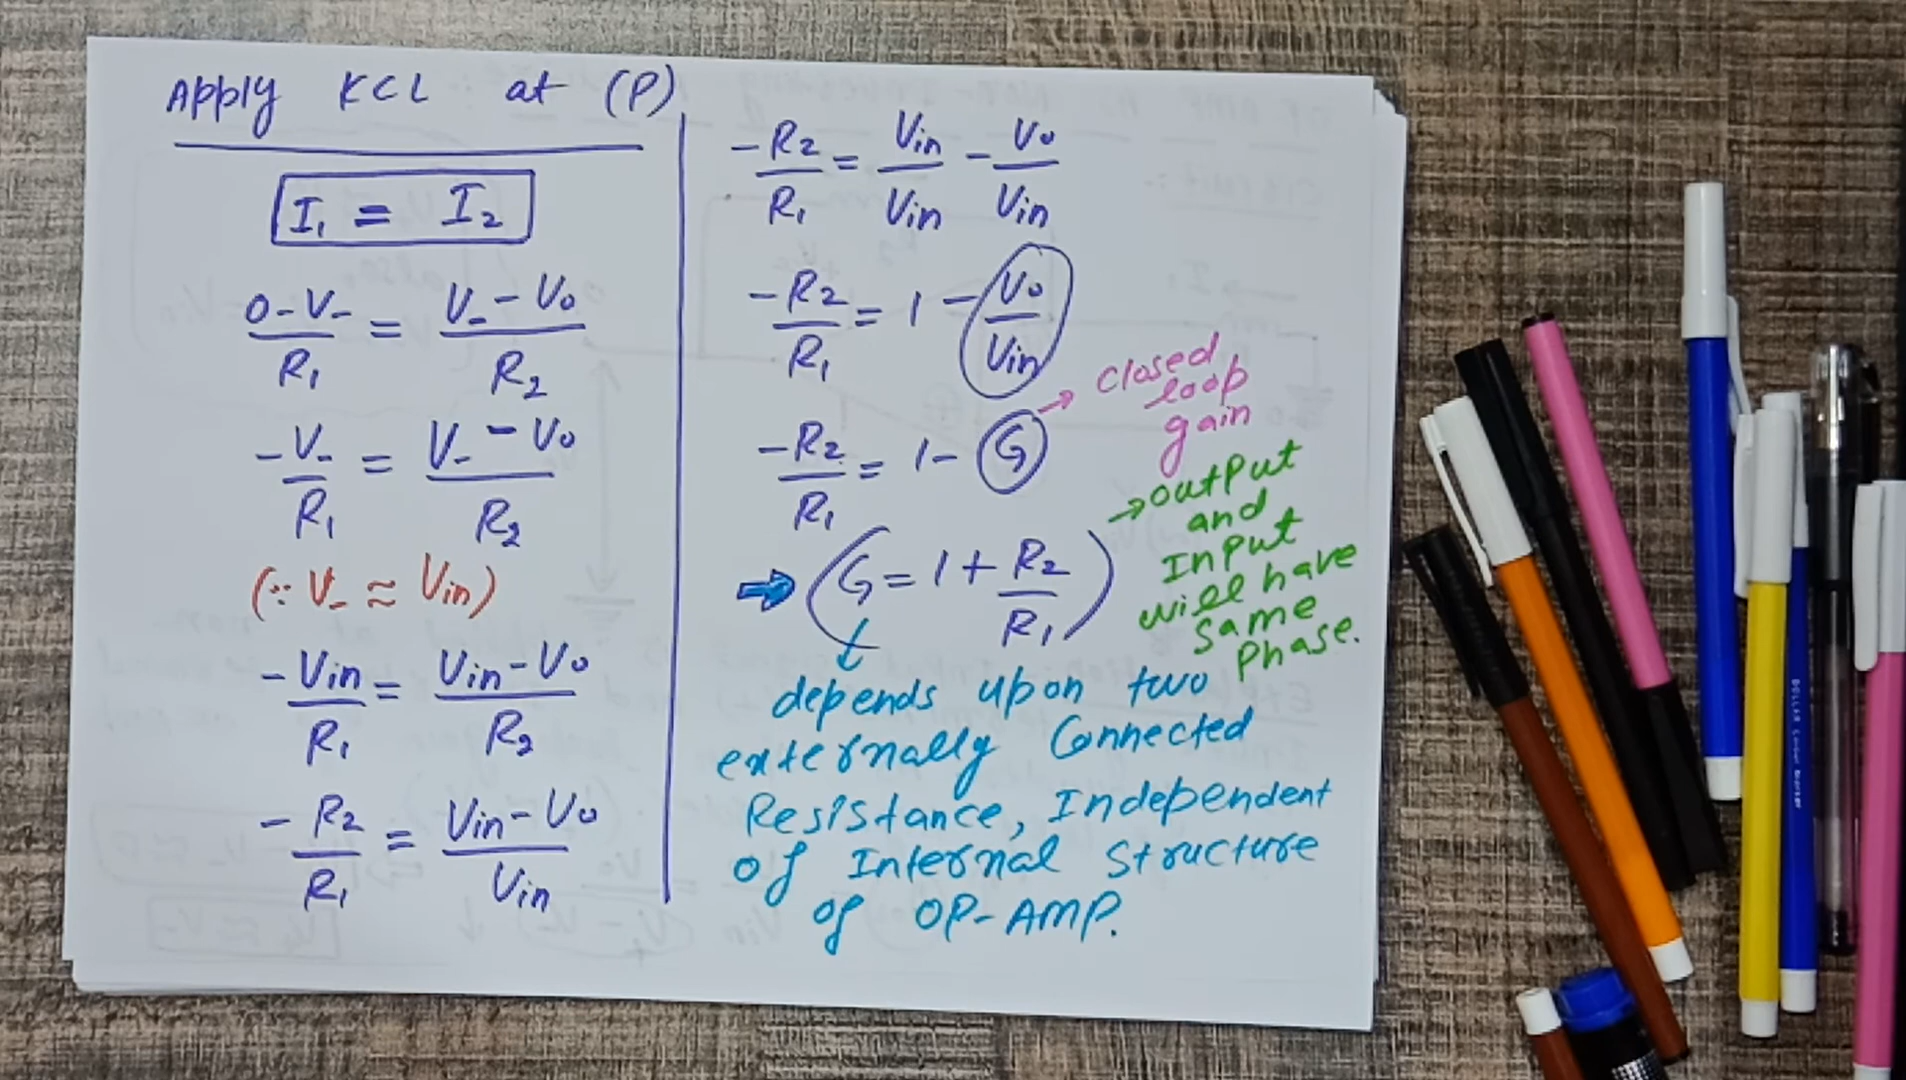 Apply KCL at (P)
I₁ = I₂
0-V₋/R₁ = V₋-V₀/R₂
-V₋/R₁ = V₋-V₀/R₂
(∵ V₋ ≈ Vin)
-Vin/R₁ = Vin-V₀/R₂
-R₂/R₁ = Vin-V₀/Vin
-R₂/R₁ = Vin/Vin - V₀/Vin
-R₂/R₁ = 1 - V₀/Vin
-R₂/R₁ = 1 - G
→ closed
loop
gain
⇒ (G = 1 + R₂/R₁)
→ output
and
Input
will have
same
phase.
↓
depends upon two
externally Connected
Resistance, Independent
of Internal Structure
of OP-AMP.